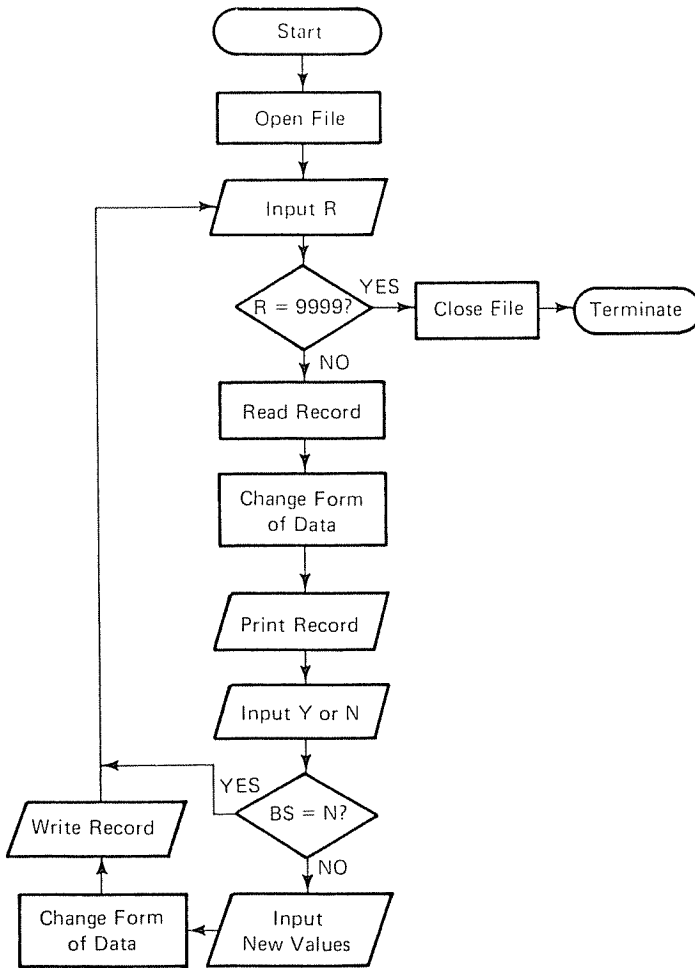 Start
Open File
Input R
R = 9999?
YES
Close File
Terminate
NO
Read Record
Change Form
of Data
Print Record
Input Y or N
BS = N?
YES
NO
Input
New Values
Change Form
of Data
Write Record